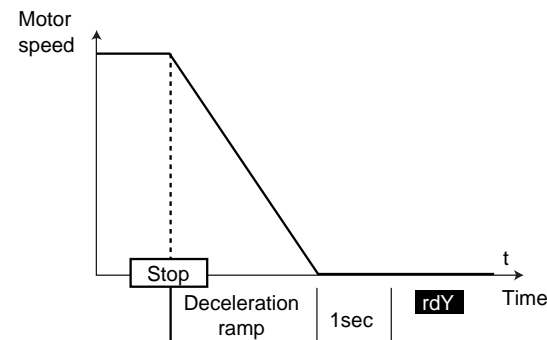 Motor
speed
t
Stop
Time
Deceleration
ramp
1sec
rdY